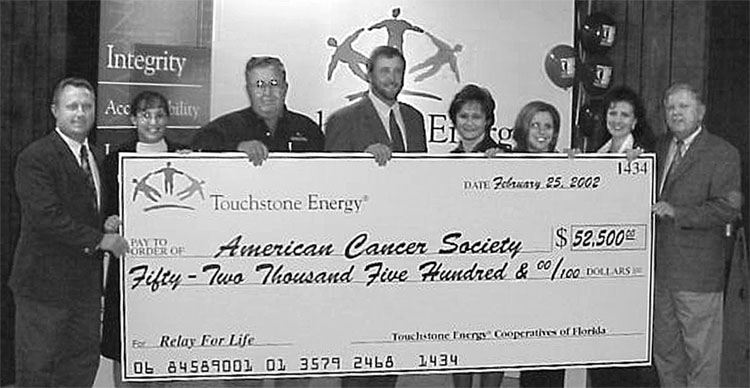 Integrity
Accountability
Energy
1434
DATE February 25, 2002
Touchstone Energy®
PAY TO
ORDER OF American Cancer Society $ 52,500.00
Fifty-Two Thousand Five Hundred & 00/100 DOLLARS
For Relay For Life
Touchstone Energy® Cooperatives of Florida
06 84589001 01 3579 2468 1434